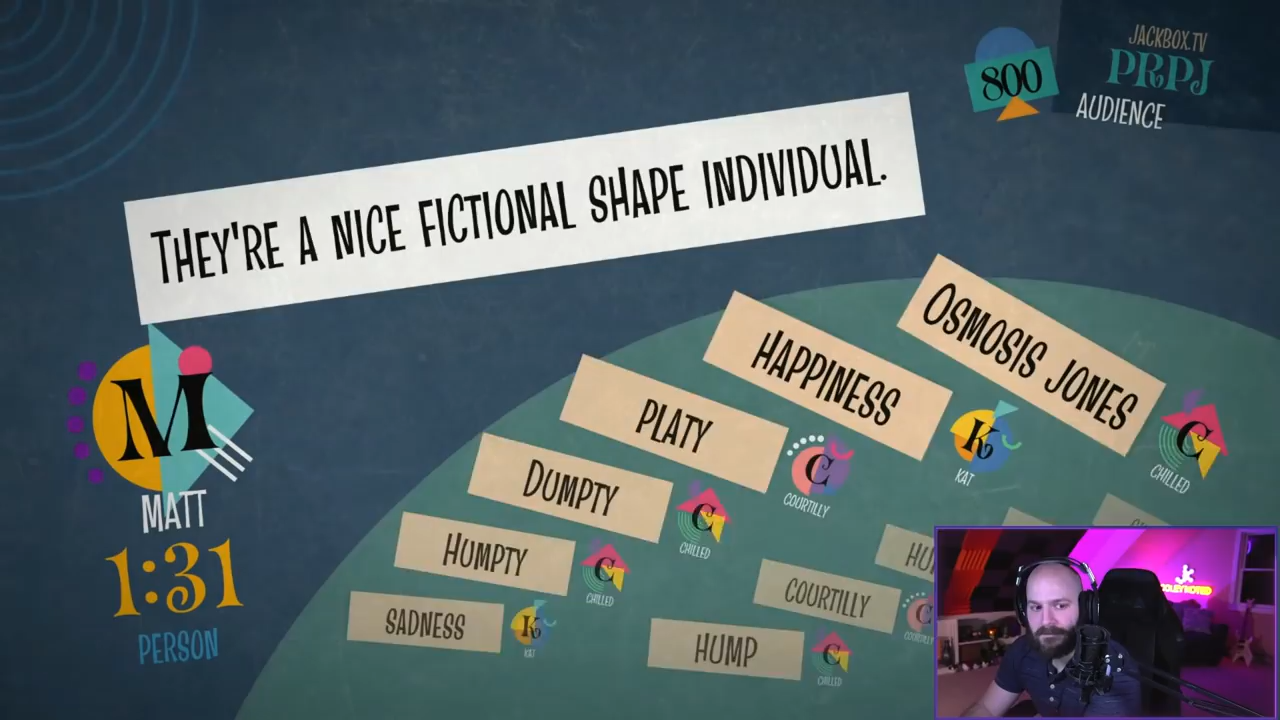 JACKBOX.TV
PRPJ
AUDIENCE
800
THEY'RE A NICE FICTIONAL SHAPE INDIVIDUAL.
M
MATT
1:31
PERSON
OSMOSIS JONES
C
CHILLED
HAPPINESS
K
KAT
PLATY
C
COURTILLY
DUMPTY
C
CHILLED
HUMPTY
C
CHILLED
SADNESS
K
KAT
COURTILLY
C
COURTILLY
HUMP
C
CHILLED